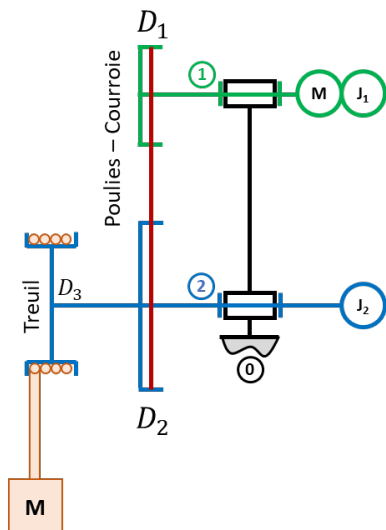 D₁
1
M
J₁
Poulies – Courroie
Treuil
D₃
2
J₂
0
D₂
M